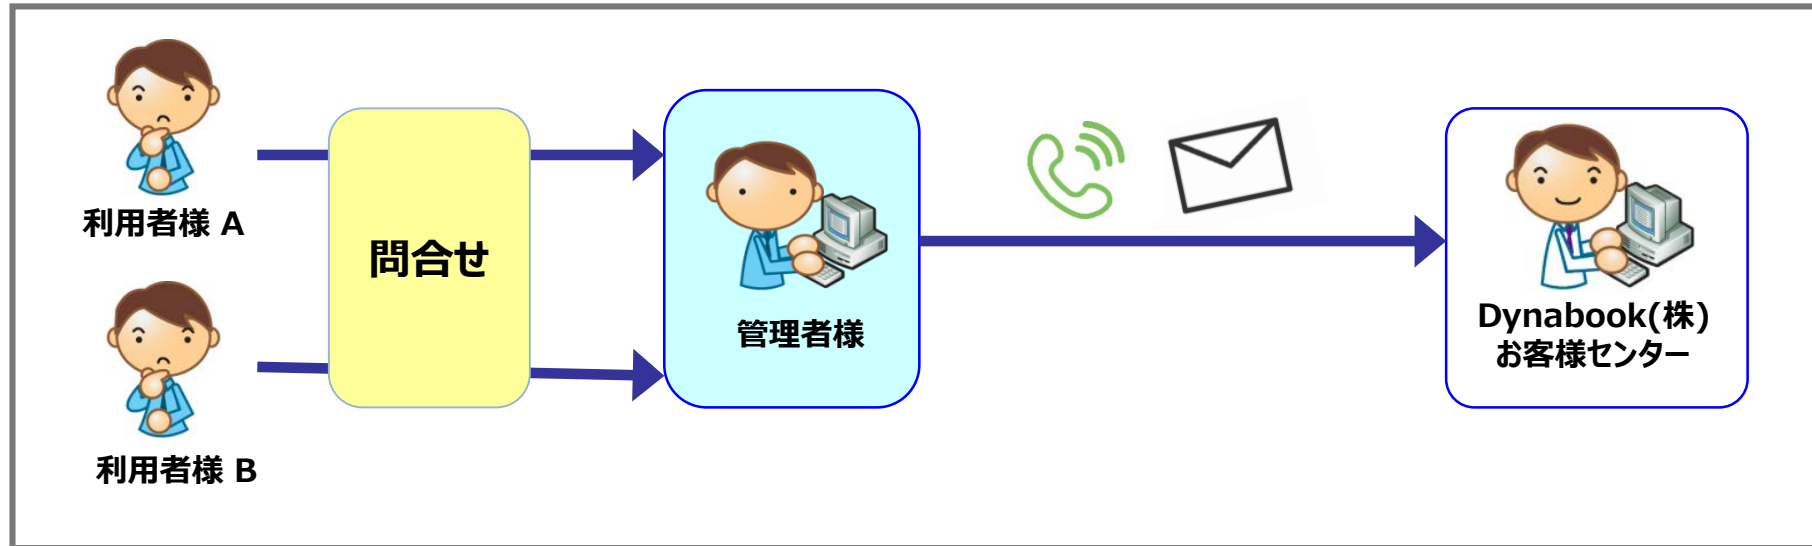 利用者様 A
問合せ
管理者様
Dynabook(株)
お客様センター
利用者様 B